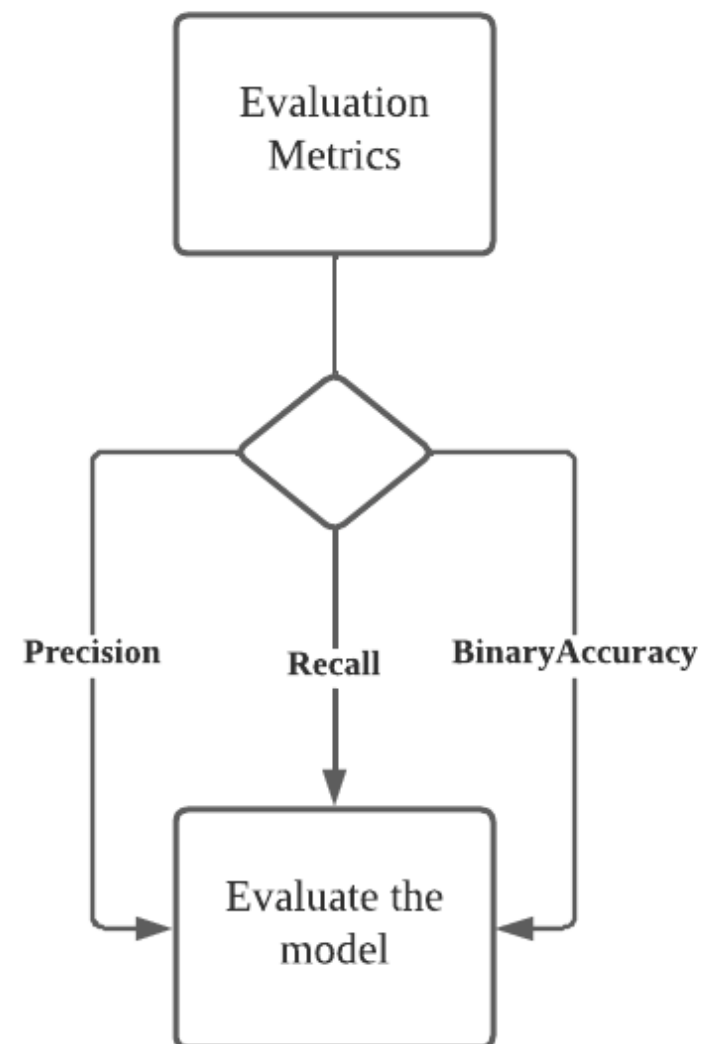 Evaluation
Metrics
Precision
Recall
BinaryAccuracy
Evaluate the
model